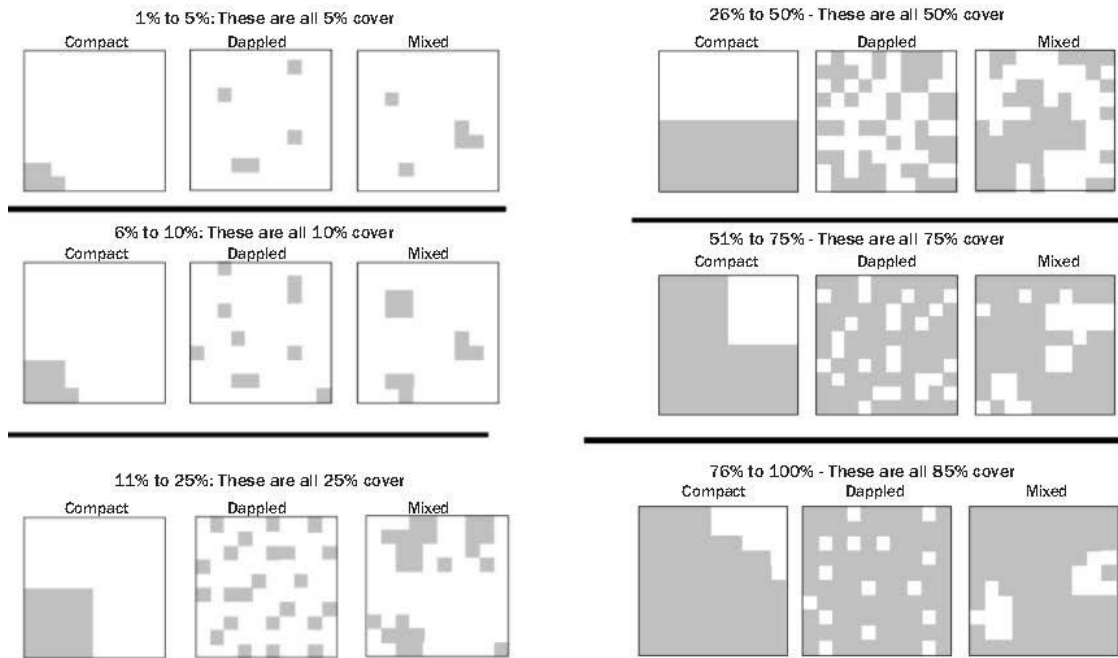 1% to 5%: These are all 5% cover
Compact Dappled Mixed
6% to 10%: These are all 10% cover
Compact Dappled Mixed
11% to 25%: These are all 25% cover
Compact Dappled Mixed
26% to 50% - These are all 50% cover
Compact Dappled Mixed
51% to 75% - These are all 75% cover
Compact Dappled Mixed
76% to 100% - These are all 85% cover
Compact Dappled Mixed